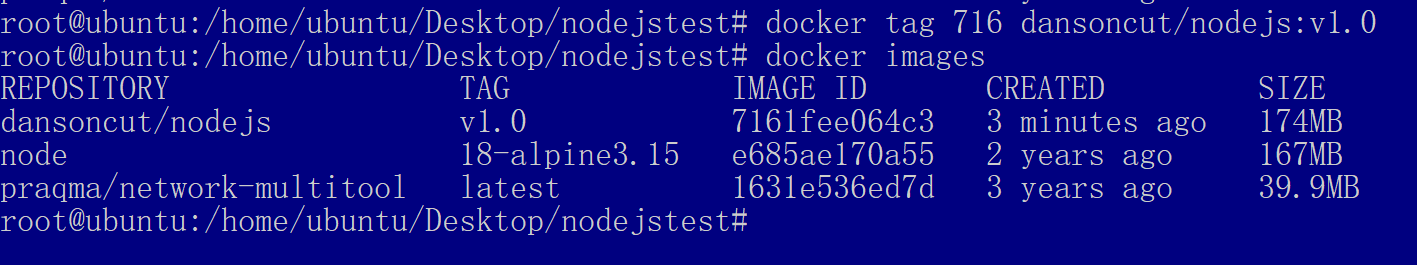 root@ubuntu:/home/ubuntu/Desktop/nodejstest# docker tag 716 dansoncut/nodejs:v1.0
root@ubuntu:/home/ubuntu/Desktop/nodejstest# docker images
REPOSITORY TAG IMAGE ID CREATED SIZE
dansoncut/nodejs v1.0 7161fee064c3 3 minutes ago 174MB
node 18-alpine3.15 e685ae170a55 2 years ago 167MB
praqma/network-multitool latest 1631e536ed7d 3 years ago 39.9MB
root@ubuntu:/home/ubuntu/Desktop/nodejstest#